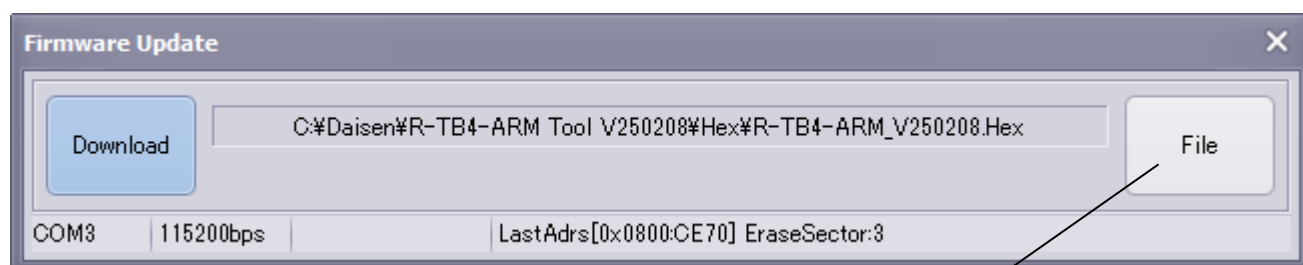 Firmware Update
Download
C:¥Daisen¥R-TB4-ARM Tool V250208¥Hex¥R-TB4-ARM_V250208.Hex
File
COM3 115200bps LastAdrs[0x0800:CE70] EraseSector:3